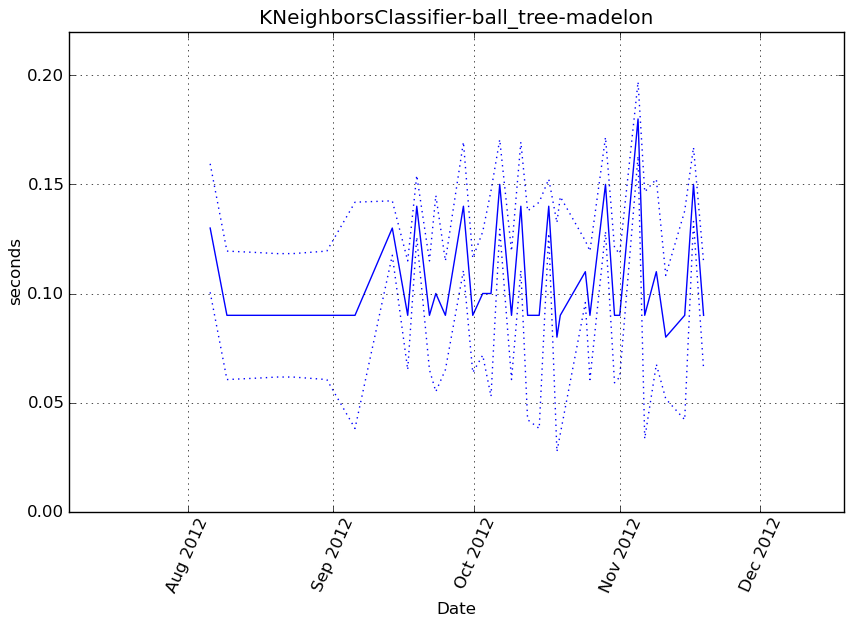 KNeighborsClassifier-ball_tree-madelon
0.20
0.15
0.10
0.05
0.00
seconds
Aug 2012
Sep 2012
Oct 2012
Nov 2012
Dec 2012
Date